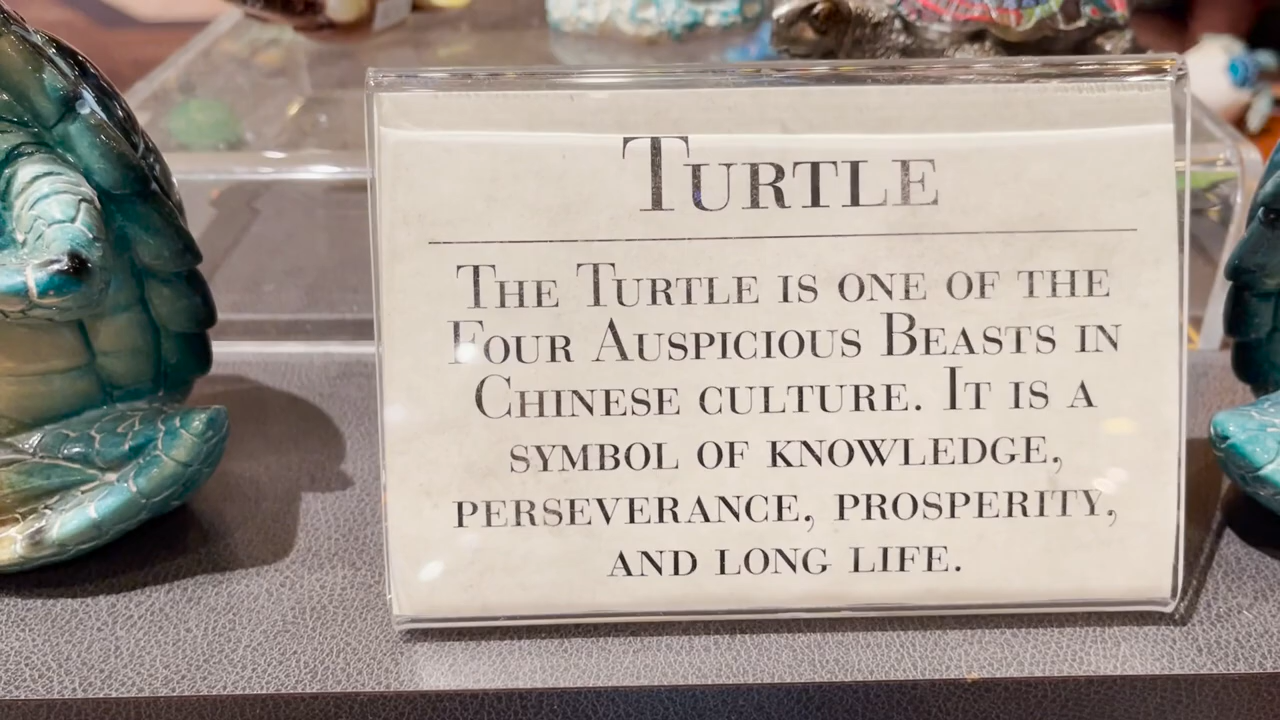 Turtle
The Turtle is one of the
Four Auspicious Beasts in
Chinese culture. It is a
symbol of knowledge,
perseverance, prosperity,
and long life.